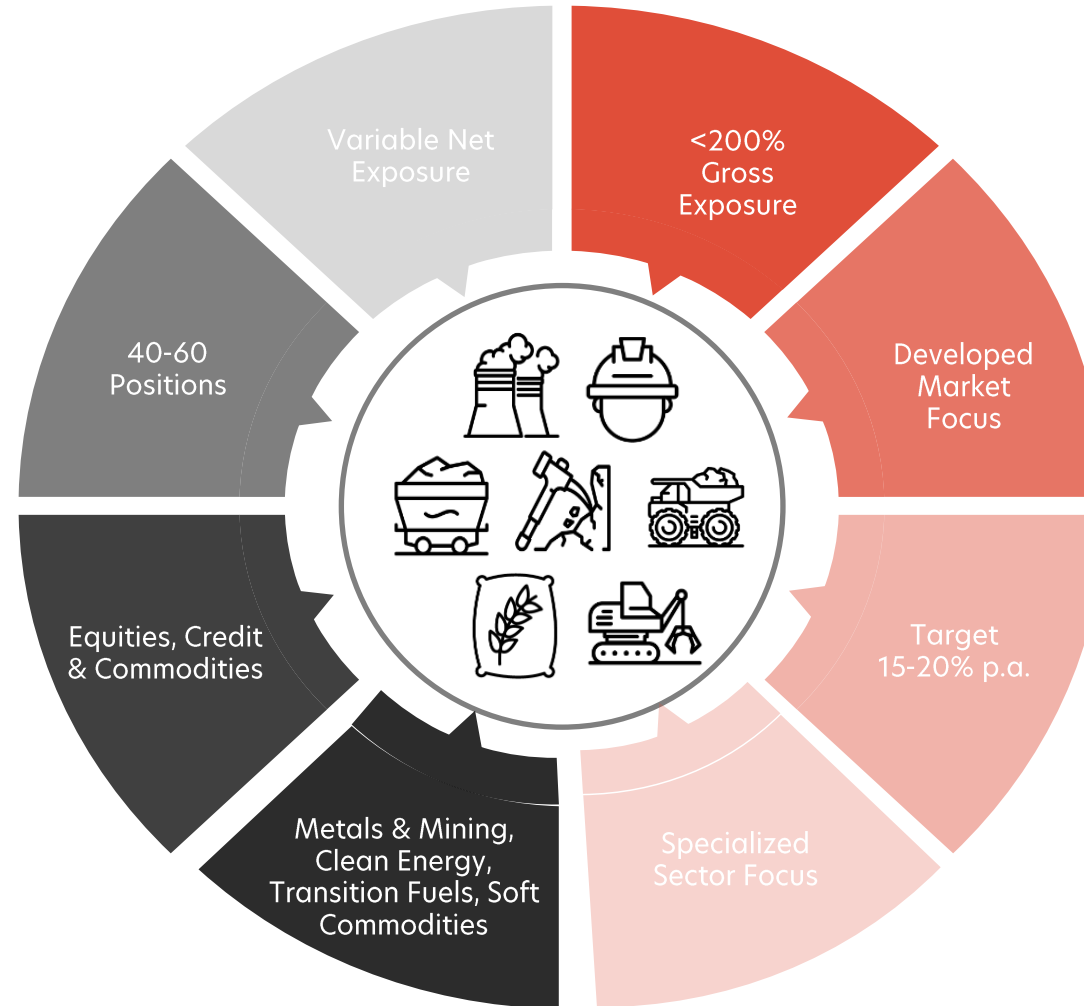 Variable Net
Exposure
<200%
Gross
Exposure
Developed
Market
Focus
Target
15-20% p.a.
Specialized
Sector Focus
Metals & Mining,
Clean Energy,
Transition Fuels, Soft
Commodities
Equities, Credit
& Commodities
40-60
Positions